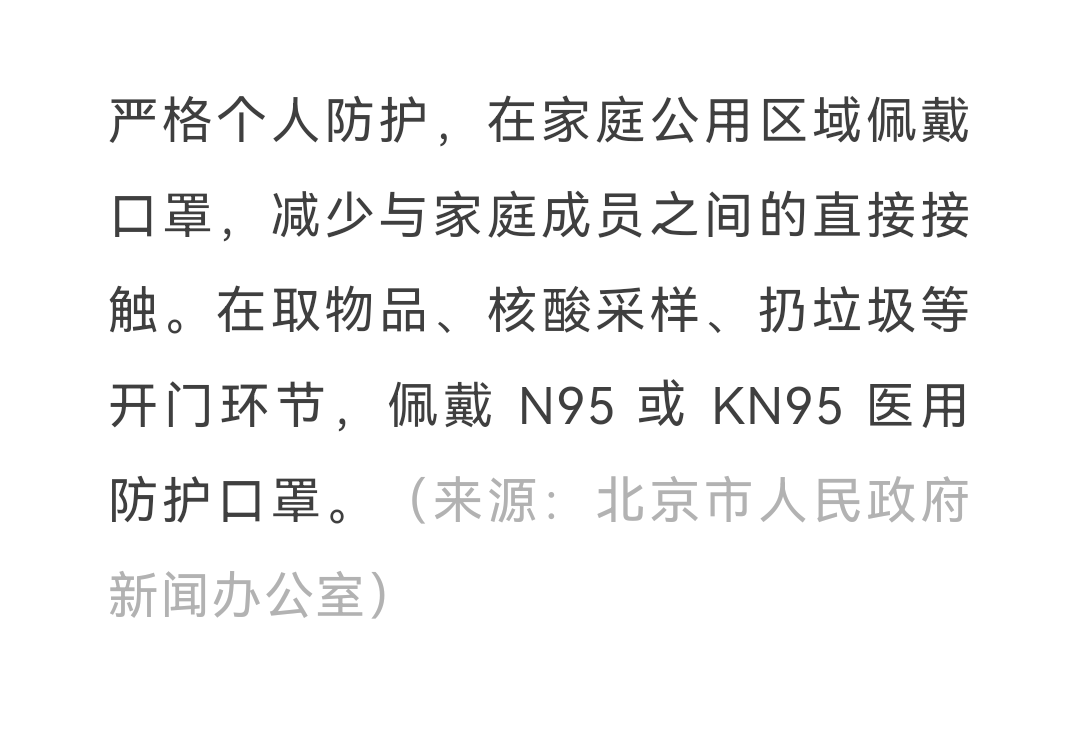 严格个人防护，在家庭公用区域佩戴
口罩，减少与家庭成员之间的直接接
触。在取物品、核酸采样、扔垃圾等
开门环节，佩戴 N95 或 KN95 医用
防护口罩。（来源：北京市人民政府
新闻办公室）